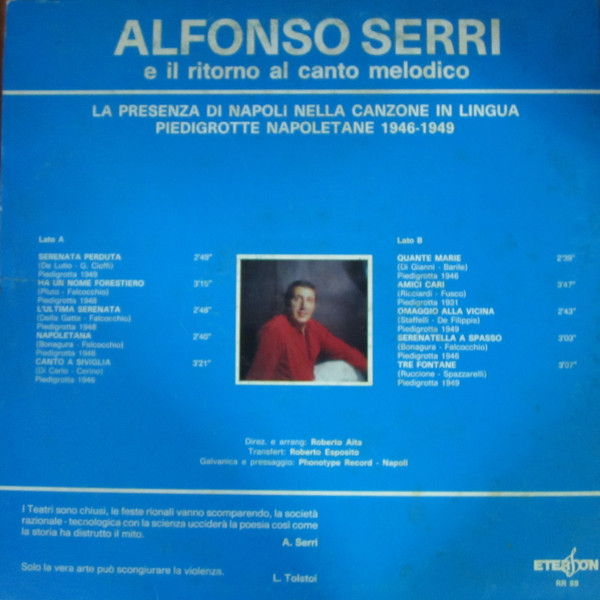 ALFONSO SERRI
e il ritorno al canto melodico
LA PRESENZA DI NAPOLI NELLA CANZONE IN LINGUA
PIEDIGROTTE NAPOLETANE 1946-1949
Lato A
SERENATA PERDUTA 2'49"
(De Lutio - G. Cioffi)
Piedigrotta 1949
HA UN NOME FORESTIERO 3'15"
(Pluso - Falcocchio)
Piedigrotta 1948
L'ULTIMA SERENATA 2'48"
(Della Gatta - Falcocchio)
Piedigrotta 1948
NAPOLETANA 2'40"
(Bonagura - Falcocchio)
Piedigrotta 1946
CANTO A SIVIGLIA 3'21"
(Di Carlo - Cerino)
Piedigrotta 1946
Lato B
QUANTE MARIE 2'39"
(Di Gianni - Barile)
Piedigrotta 1946
AMICI CARI 3'47"
(Ricciardi - Fusco)
Piedigrotta 1931
OMAGGIO ALLA VICINA 2'43"
(Staffelli - De Filippis)
Piedigrotta 1949
SERENATELLA A SPASSO 3'03"
(Bonagura - Falcocchio)
Piedigrotta 1946
TRE FONTANE 3'07"
(Ruccione - Spazzarelli)
Piedigrotta 1949
Direz. e arrang: Roberto Aita
Transfert: Roberto Esposito
Galvanica e pressaggio: Phonotype Record - Napoli
I Teatri sono chiusi, le feste rionali vanno scomparendo, la società
razionale-tecnologica con la scienza ucciderà la poesia così come
la storia ha distrutto il mito.
A. Serri
Solo la vera arte può scongiurare la violenza.
L. Tolstoi
ETERSON
RR 88